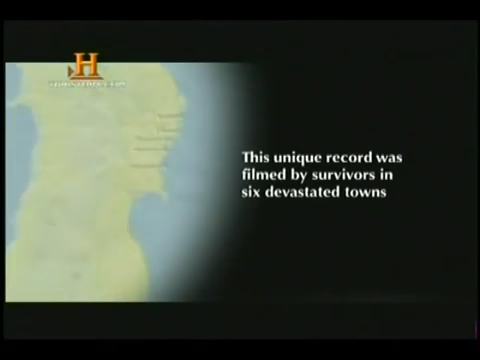 H
This unique record was
filmed by survivors in
six devastated towns